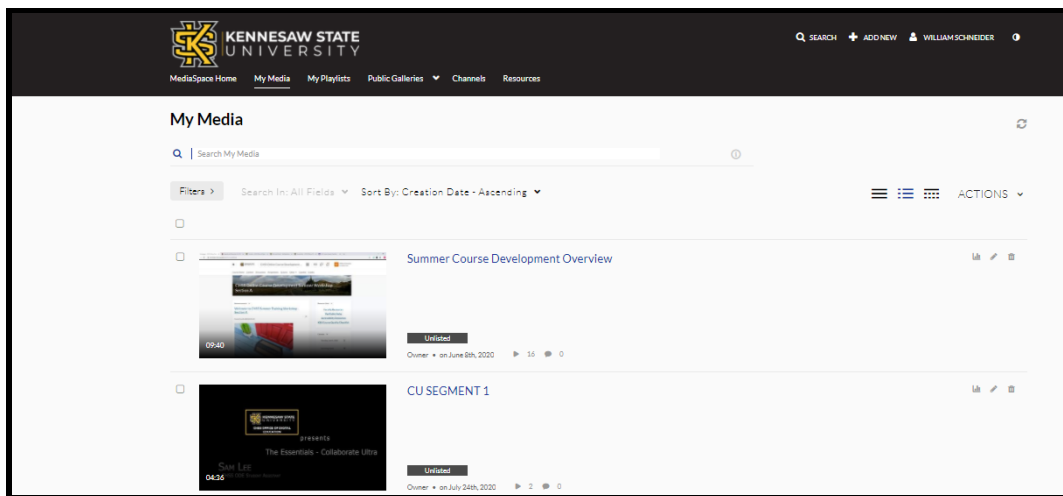 KENNESAW STATE
UNIVERSITY
SEARCH ADD NEW WILLIAM SCHNEIDER
MediaSpace Home My Media My Playlists Public Galleries Channels Resources
My Media
Search My Media
Filters > Search In: All Fields Sort By: Creation Date - Ascending
ACTIONS
Summer Course Development Overview
09:40
Unlisted
Owner • on June 8th, 2020 16 0
CU SEGMENT 1
KENNESAW STATE
UNIVERSITY
presents
The Essentials - Collaborate Ultra
SAM LEE
04:36
Unlisted
Owner • on July 24th, 2020 2 0